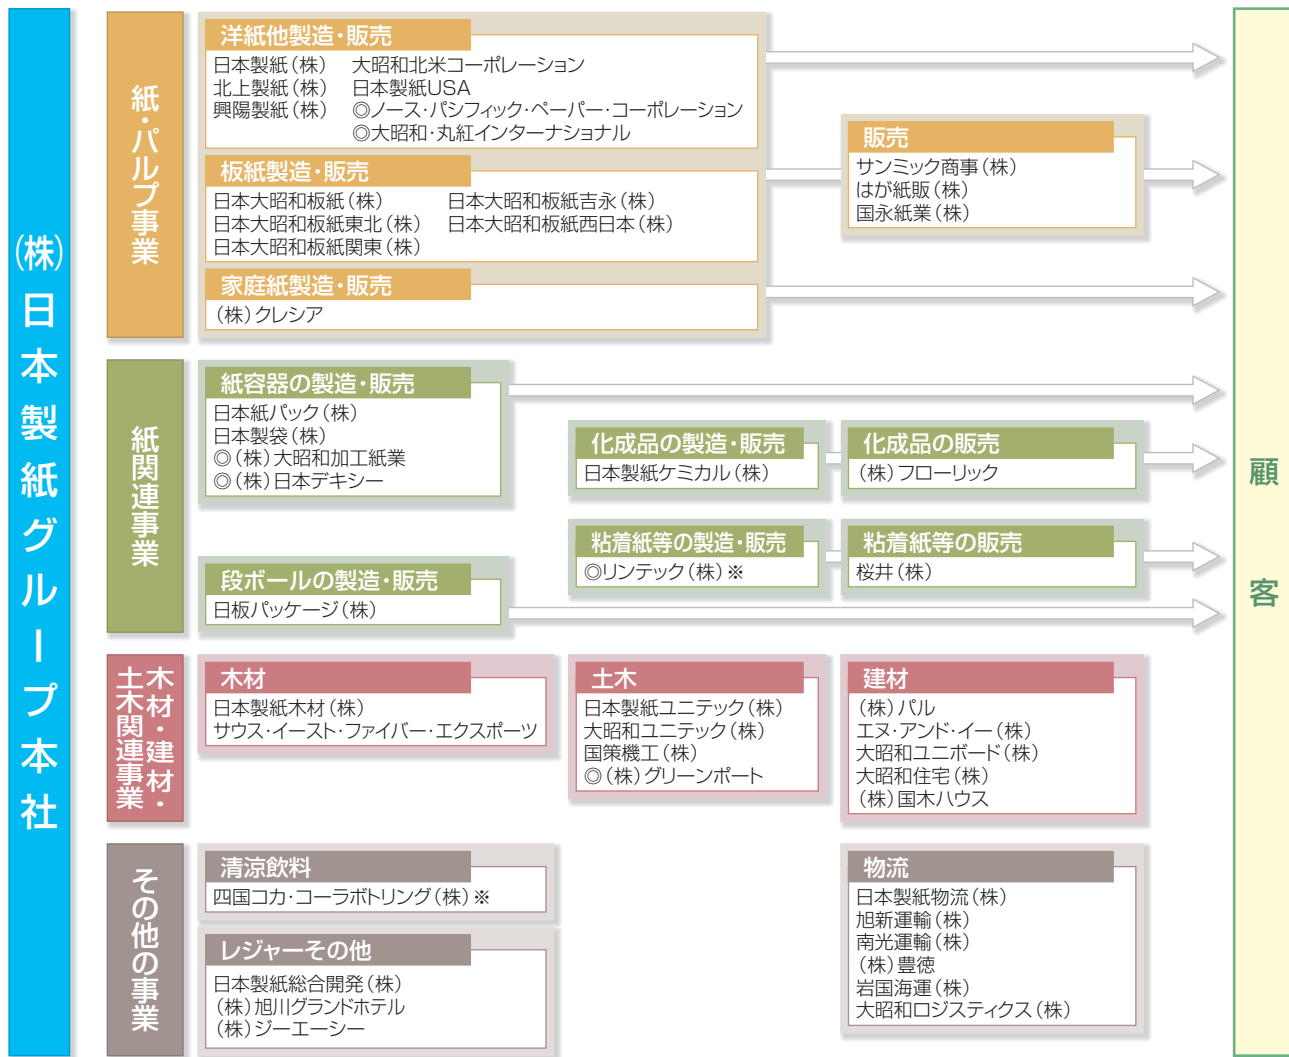 (株)日本製紙グループ本社
紙・パルプ事業
洋紙他製造・販売
日本製紙(株) 大昭和北米コーポレーション
北上製紙(株) 日本製紙USA
興陽製紙(株) ◎ノース・パシフィック・ペーパー・コーポレーション
◎大昭和・丸紅インターナショナル
板紙製造・販売
日本大昭和板紙(株) 日本大昭和板紙吉永(株)
日本大昭和板紙東北(株) 日本大昭和板紙西日本(株)
日本大昭和板紙関東(株)
家庭紙製造・販売
(株)クレシア
販売
サンミック商事(株)
はが紙販(株)
国永紙業(株)
紙関連事業
紙容器の製造・販売
日本紙パック(株)
日本製袋(株)
◎(株)大昭和加工紙業
◎(株)日本デキシー
化成品の製造・販売
日本製紙ケミカル(株)
化成品の販売
(株)フローリック
粘着紙等の製造・販売
◎リンテック(株)※
粘着紙等の販売
桜井(株)
段ボールの製造・販売
日板パッケージ(株)
木材・建材・
土木関連事業
木材
日本製紙木材(株)
サウス・イースト・ファイバー・エクスポーツ
土木
日本製紙ユニテック(株)
大昭和ユニテック(株)
国策機工(株)
◎(株)グリーンポート
建材
(株)パル
エヌ・アンド・イー(株)
大昭和ユニボード(株)
大昭和住宅(株)
(株)国木ハウス
その他の事業
清涼飲料
四国コカ・コーラボトリング(株)※
レジャーその他
日本製紙総合開発(株)
(株)旭川グランドホテル
(株)ジーエーシー
物流
日本製紙物流(株)
旭新運輸(株)
南光運輸(株)
(株)豊徳
岩国海運(株)
大昭和ロジスティクス(株)
顧客